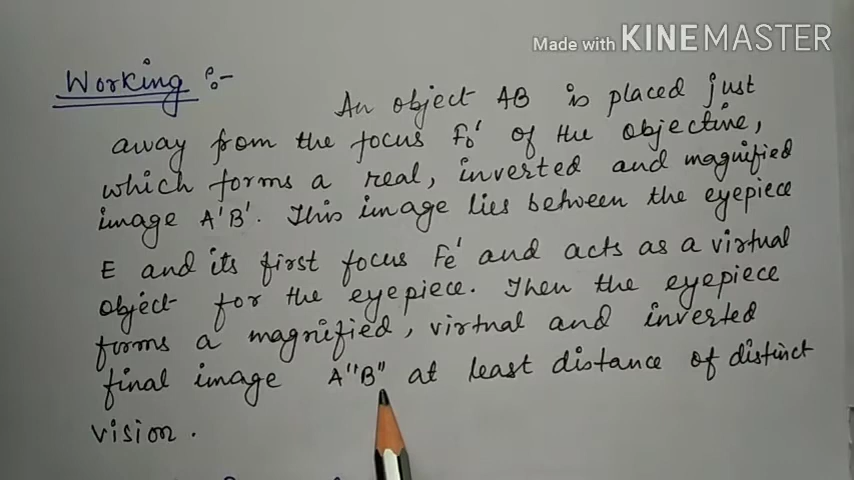 Made with KINEMASTER
Working :-
An object AB is placed just
away from the focus Fo' of the objective,
which forms a real, inverted and magnified
image A'B'. This image lies between the eyepiece
E and its first focus Fe' and acts as a virtual
object for the eyepiece. Then the eyepiece
forms a magnified, virtual and inverted
final image A"B" at least distance of distinct
vision.